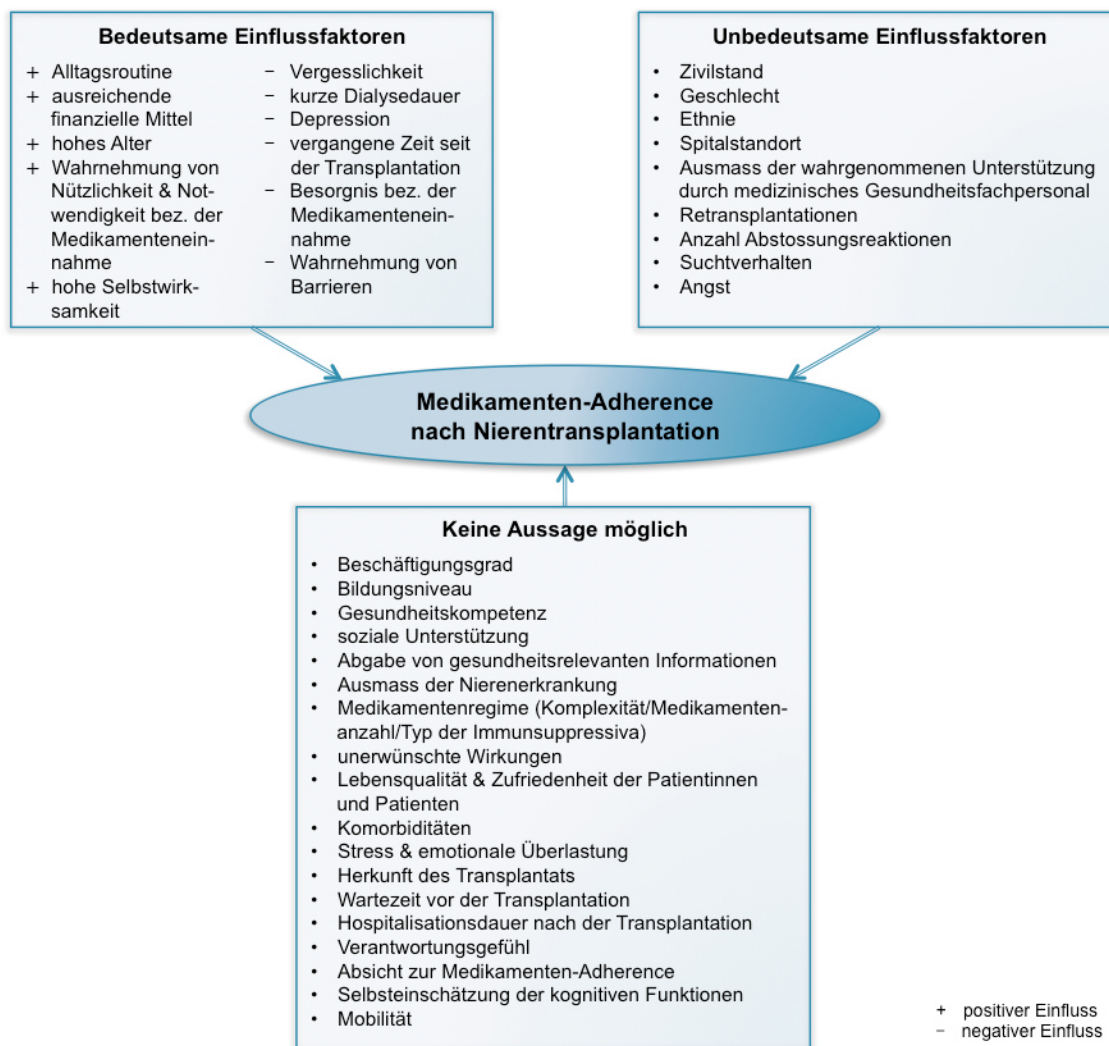 Bedeutsame Einflussfaktoren
+ Alltagsroutine
+ ausreichende
finanzielle Mittel
+ hohes Alter
+ Wahrnehmung von
Nützlichkeit & Not-
wendigkeit bez. der
Medikamentenein-
nahme
+ hohe Selbstwirk-
samkeit
− Vergesslichkeit
− kurze Dialysedauer
− Depression
− vergangene Zeit seit
der Transplantation
− Besorgnis bez. der
Medikamentenein-
nahme
− Wahrnehmung von
Barrieren
Unbedeutsame Einflussfaktoren
• Zivilstand
• Geschlecht
• Ethnie
• Spitalstandort
• Ausmass der wahrgenommenen Unterstützung
durch medizinisches Gesundheitsfachpersonal
• Retransplantationen
• Anzahl Abstossungsreaktionen
• Suchtverhalten
• Angst
Medikamenten-Adherence
nach Nierentransplantation
Keine Aussage möglich
• Beschäftigungsgrad
• Bildungsniveau
• Gesundheitskompetenz
• soziale Unterstützung
• Abgabe von gesundheitsrelevanten Informationen
• Ausmass der Nierenerkrankung
• Medikamentenregime (Komplexität/Medikamenten-
anzahl/Typ der Immunsuppressiva)
• unerwünschte Wirkungen
• Lebensqualität & Zufriedenheit der Patientinnen
und Patienten
• Komorbiditäten
• Stress & emotionale Überlastung
• Herkunft des Transplantats
• Wartezeit vor der Transplantation
• Hospitalisationsdauer nach der Transplantation
• Verantwortungsgefühl
• Absicht zur Medikamenten-Adherence
• Selbsteinschätzung der kognitiven Funktionen
• Mobilität
+ positiver Einfluss
− negativer Einfluss